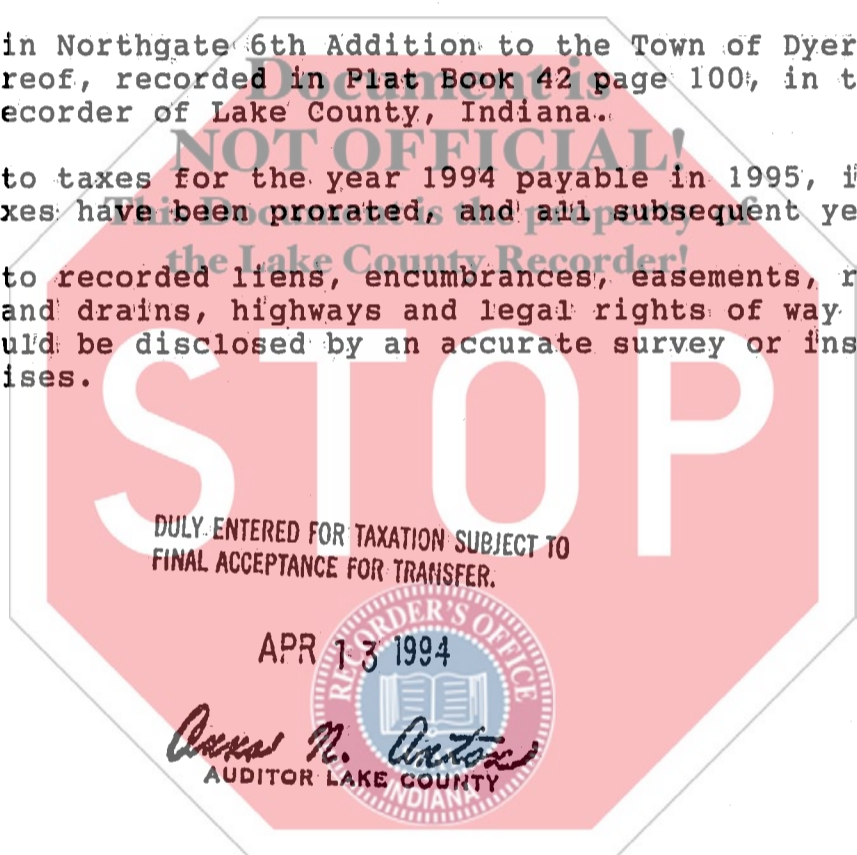 in Northgate 6th Addition to the Town of Dyer
reof, recorded in Plat Book 42 page 100, in t
ecorder of Lake County, Indiana.
Document is
NOT OFFICIAL!
to taxes for the year 1994 payable in 1995, i
xes have been prorated, and all subsequent ye
This Document is the property of
the Lake County Recorder!
to recorded liens, encumbrances, easements, r
and drains, highways and legal rights of way
uld be disclosed by an accurate survey or ins
ises.
STOP
DULY ENTERED FOR TAXATION SUBJECT TO
FINAL ACCEPTANCE FOR TRANSFER.
APR 13 1994
RECORDER'S OFFICE
N.
AUDITOR LAKE COUNTY
INDIANA